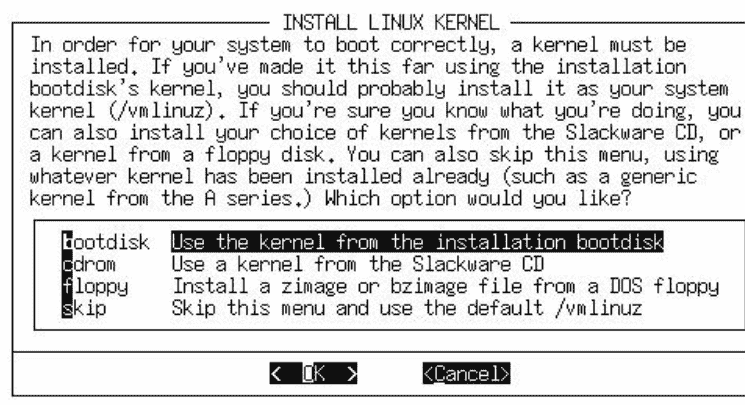 INSTALL LINUX KERNEL
In order for your system to boot correctly, a kernel must be
installed. If you've made it this far using the installation
bootdisk's kernel, you should probably install it as your system
kernel (/vmlinuz). If you're sure you know what you're doing, you
can also install your choice of kernels from the Slackware CD, or
a kernel from a floppy disk. You can also skip this menu, using
whatever kernel has been installed already (such as a generic
kernel from the A series.) Which option would you like?
bootdisk Use the kernel from the installation bootdisk
cdrom Use a kernel from the Slackware CD
floppy Install a zimage or bzimage file from a DOS floppy
skip Skip this menu and use the default /vmlinuz
< OK > <Cancel>